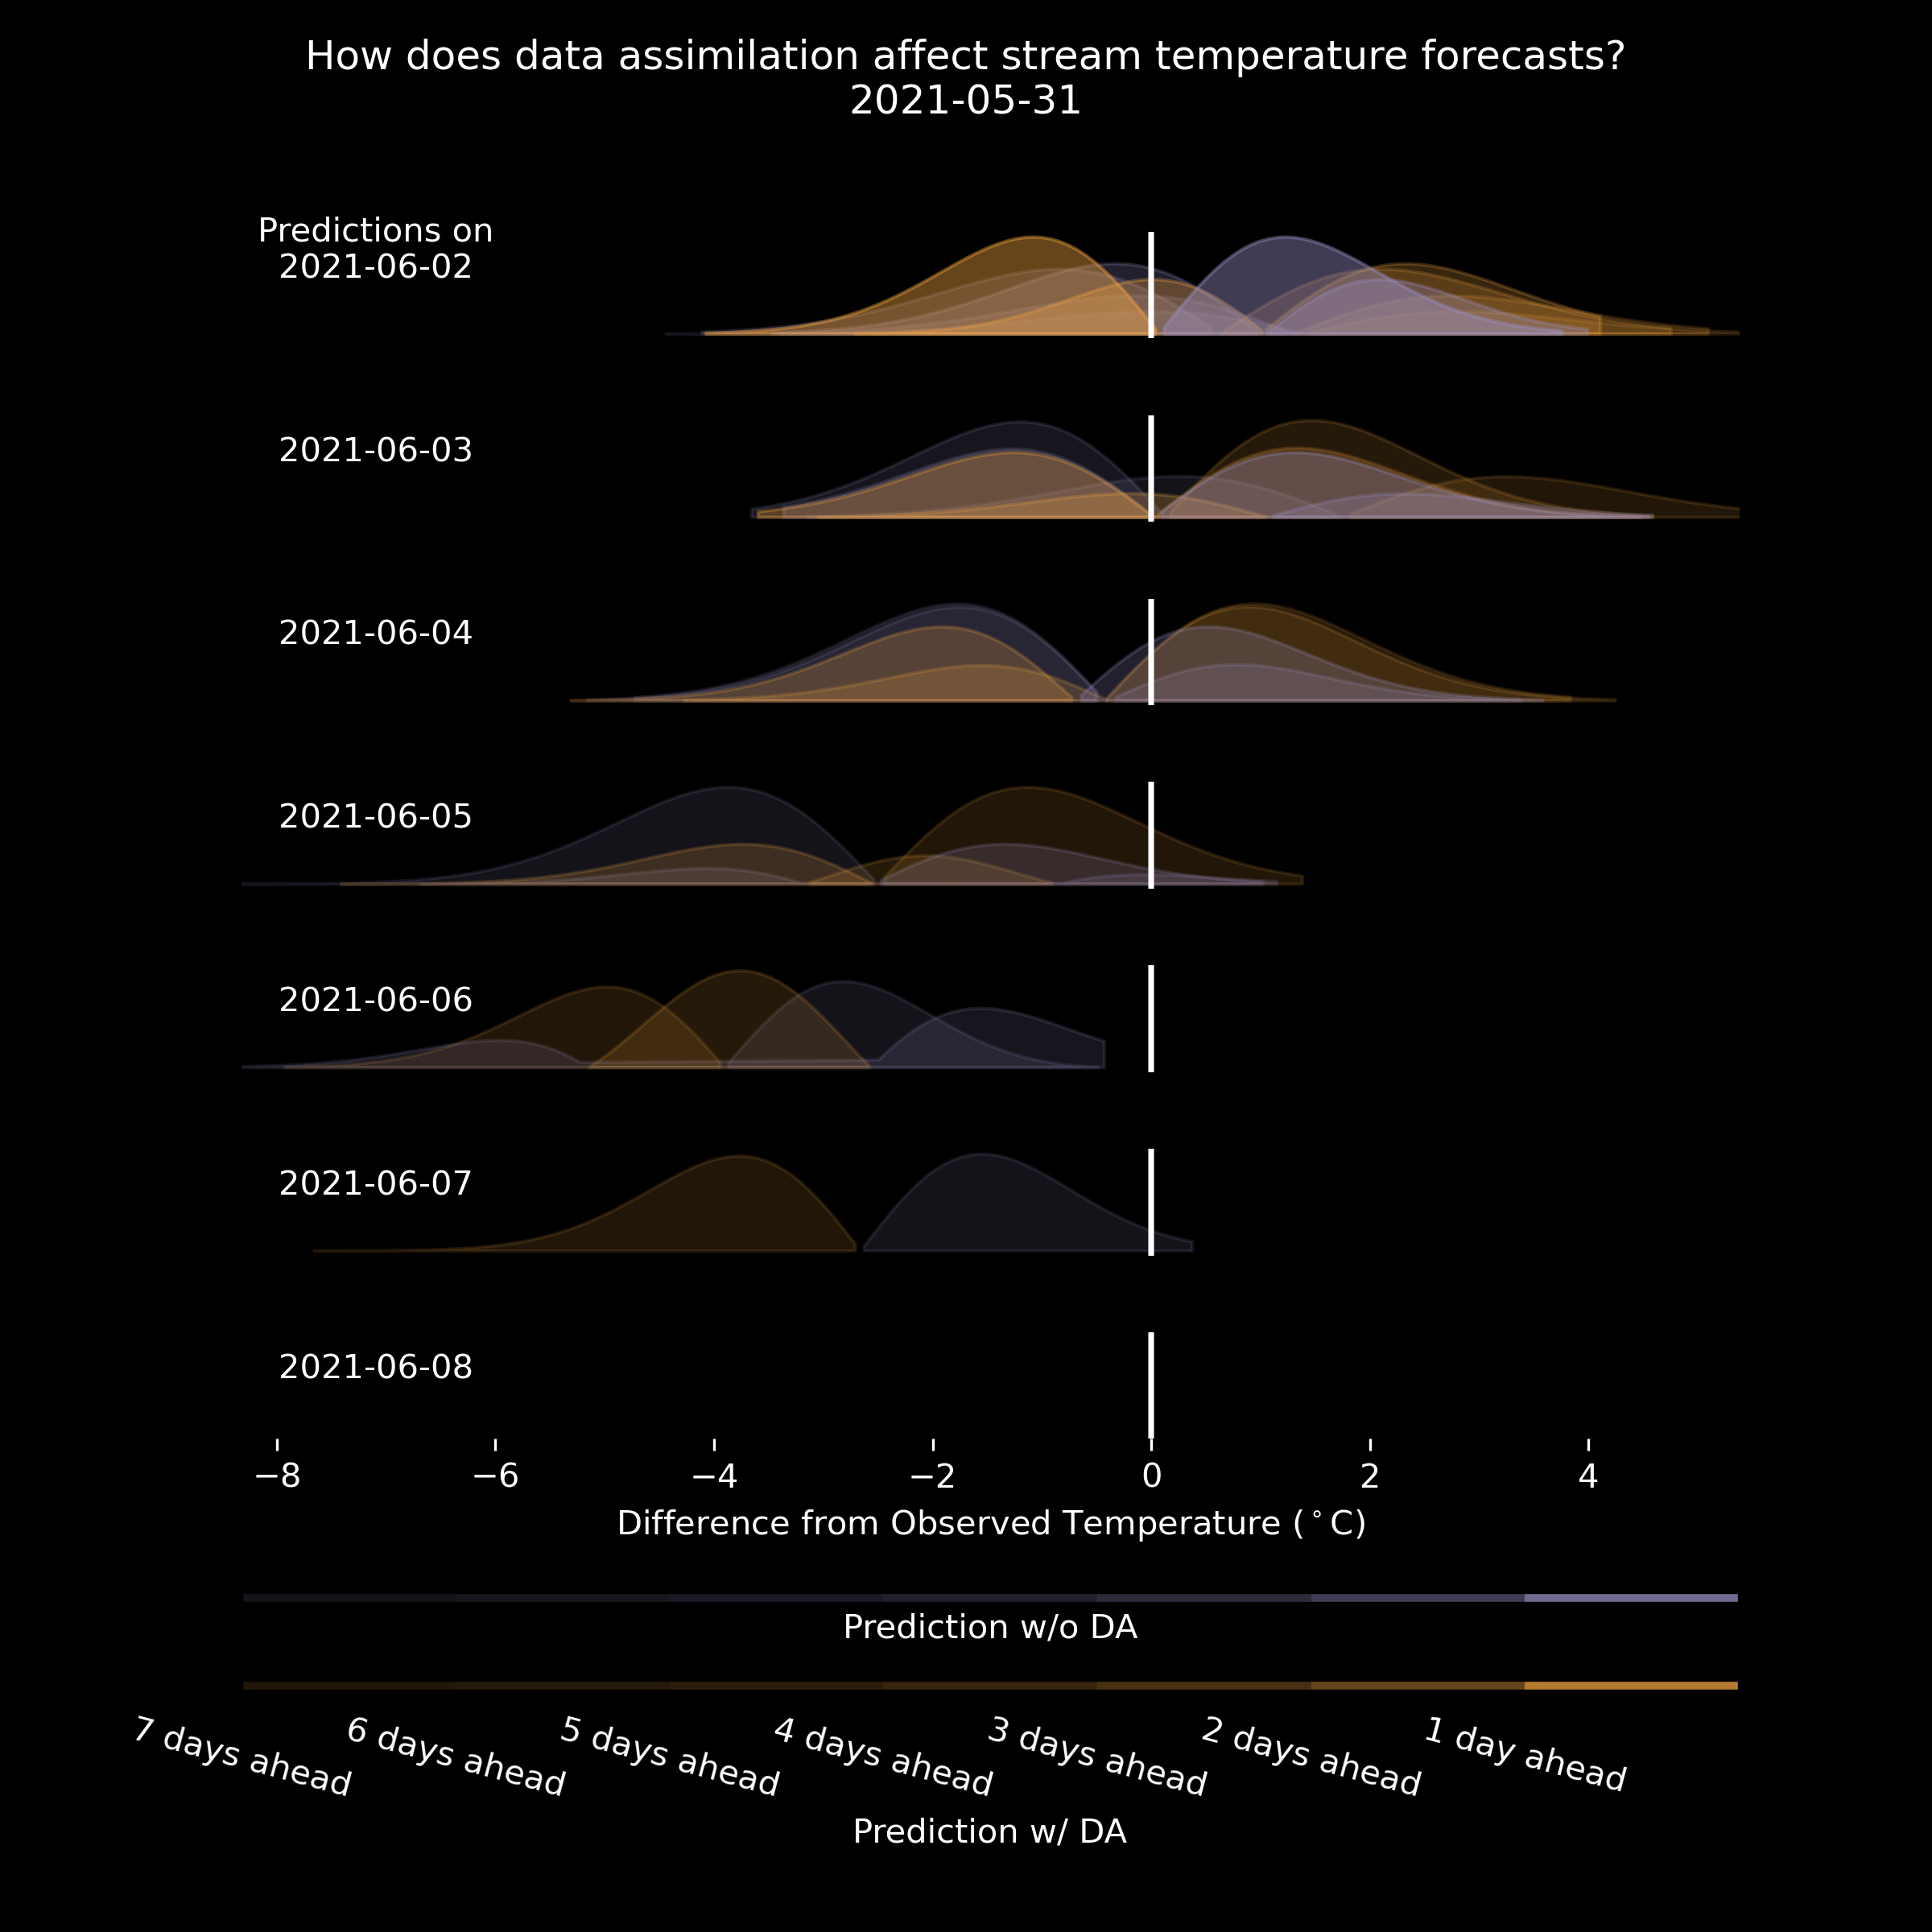 How does data assimilation affect stream temperature forecasts?
2021-05-31
Predictions on
2021-06-02
2021-06-03
2021-06-04
2021-06-05
2021-06-06
2021-06-07
2021-06-08
−8 −6 −4 −2 0 2 4
Difference from Observed Temperature (°C)
Prediction w/o DA
7 days ahead 6 days ahead 5 days ahead 4 days ahead 3 days ahead 2 days ahead 1 day ahead
Prediction w/ DA